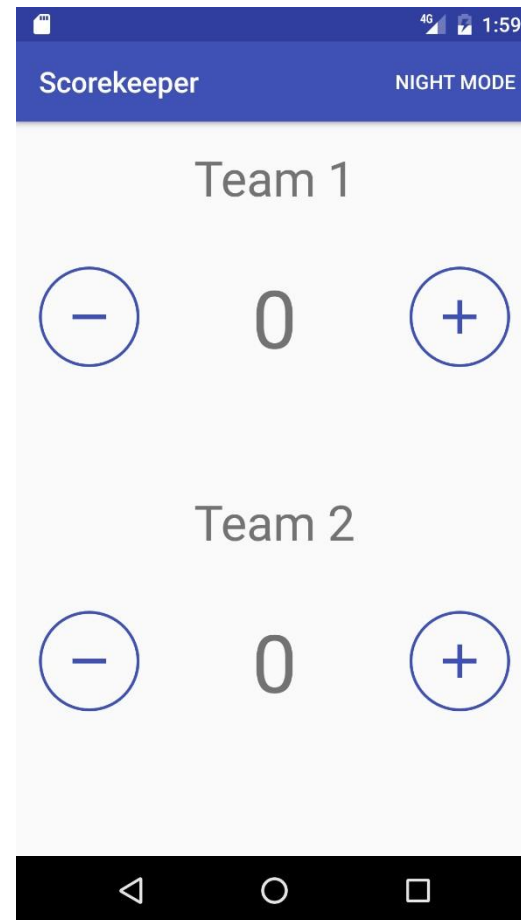 4G 1:59
Scorekeeper NIGHT MODE
Team 1
− 0 +
Team 2
− 0 +